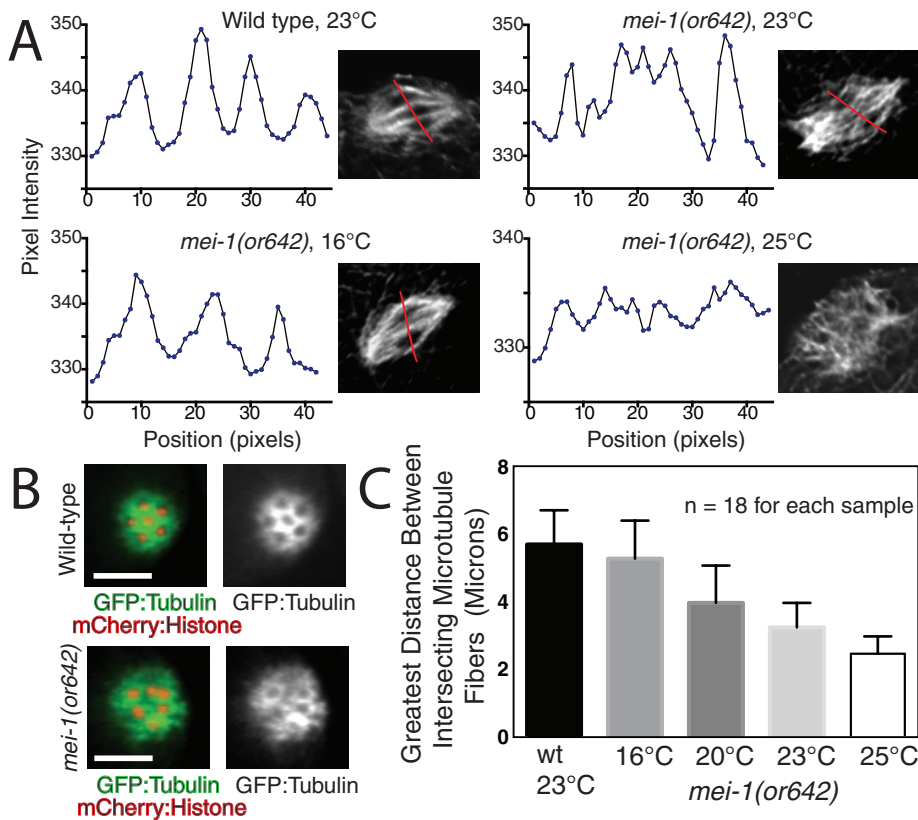 A
Wild type, 23°C
mei-1(or642), 23°C
350
340
330
0 10 20 30 40
350
340
330
0 10 20 30 40
Pixel Intensity
mei-1(or642), 16°C
mei-1(or642), 25°C
350
340
330
0 10 20 30 40
Position (pixels)
340
330
0 10 20 30 40
Position (pixels)
B
Wild-type
GFP:Tubulin GFP:Tubulin
mCherry:Histone
mei-1(or642)
GFP:Tubulin GFP:Tubulin
mCherry:Histone
C
Greatest Distance Between
Intersecting Microtubule
Fibers (Microns)
8
6
4
2
0
n = 18 for each sample
wt 16°C 20°C 23°C 25°C
23°C
mei-1(or642)